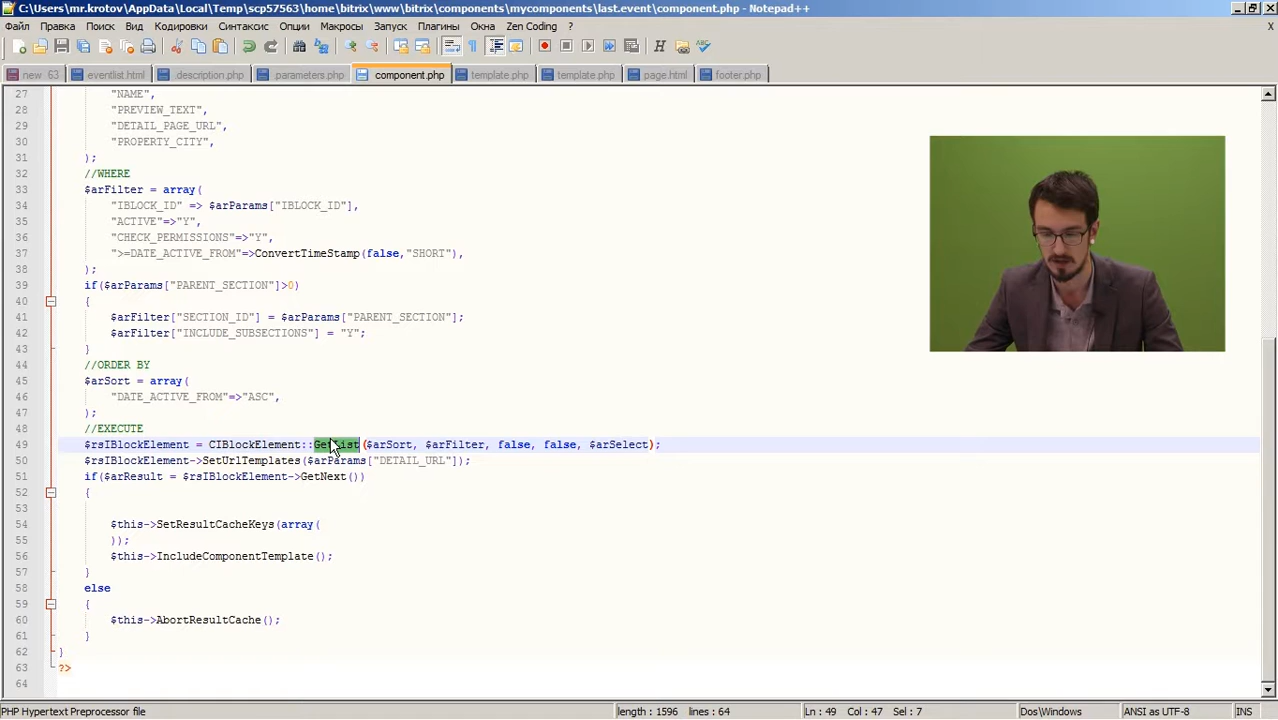 C:\Users\mr.krotov\AppData\Local\Temp\scp57563\home\bitrix\www\bitrix\components\mycomponents\last.event\component.php - Notepad++
Файл Правка Поиск Вид Кодировки Синтаксис Опции Макросы Запуск Плагины Окна Zen Coding ? X
new 63 eventlist.html description.php parameters.php component.php template.php template.php page.html footer.php
27 "NAME",
28 "PREVIEW_TEXT",
29 "DETAIL_PAGE_URL",
30 "PROPERTY_CITY",
31 );
32 //WHERE
33 $arFilter = array(
34 "IBLOCK_ID" => $arParams["IBLOCK_ID"],
35 "ACTIVE"=>"Y",
36 "CHECK_PERMISSIONS"=>"Y",
37 ">=DATE_ACTIVE_FROM"=>ConvertTimeStamp(false,"SHORT"),
38 );
39 if($arParams["PARENT_SECTION"]>0)
40 {
41 $arFilter["SECTION_ID"] = $arParams["PARENT_SECTION"];
42 $arFilter["INCLUDE_SUBSECTIONS"] = "Y";
43 }
44 //ORDER BY
45 $arSort = array(
46 "DATE_ACTIVE_FROM"=>"ASC",
47 );
48 //EXECUTE
49 $rsIBlockElement = CIBlockElement::GetList($arSort, $arFilter, false, false, $arSelect);
50 $rsIBlockElement->SetUrlTemplates($arParams["DETAIL_URL"]);
51 if($arResult = $rsIBlockElement->GetNext())
52 {
53
54 $this->SetResultCacheKeys(array(
55 ));
56 $this->IncludeComponentTemplate();
57 }
58 else
59 {
60 $this->AbortResultCache();
61 }
62 }
63 ?>
64
PHP Hypertext Preprocessor file length : 1596 lines : 64 Ln : 49 Col : 47 Sel : 7 Dos\Windows ANSI as UTF-8 INS